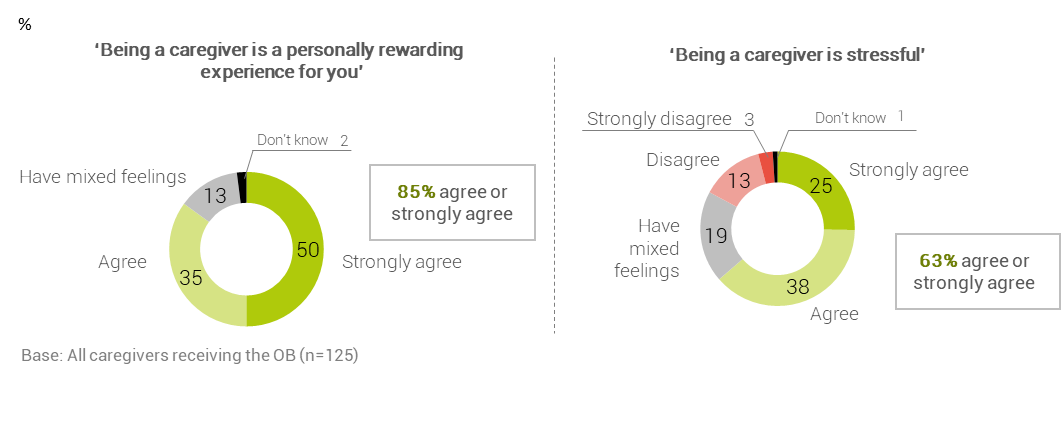 %
‘Being a caregiver is a personally rewarding
experience for you’
Don’t know 2
Have mixed feelings
13
85% agree or
strongly agree
50
Strongly agree
Agree
35
Base: All caregivers receiving the OB (n=125)
‘Being a caregiver is stressful’
Strongly disagree 3
Don’t know 1
Disagree
13
25
Strongly agree
Have
mixed
feelings
19
63% agree or
strongly agree
38
Agree